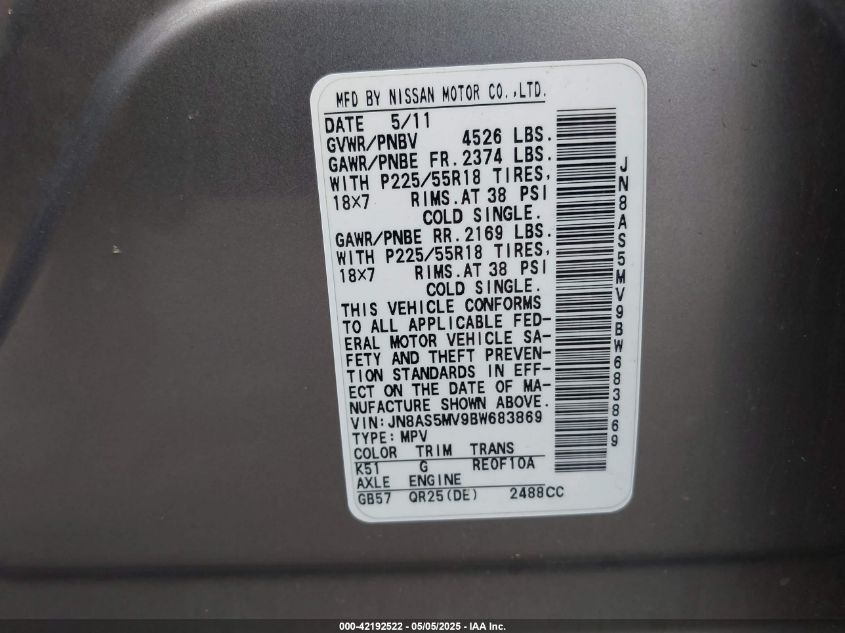 MFD BY NISSAN MOTOR CO.,LTD.
DATE 5/11
GVWR/PNBV 4526 LBS.
GAWR/PNBE FR. 2374 LBS.
WITH P225/55R18 TIRES,
18X7 RIMS.AT 38 PSI
COLD SINGLE.
GAWR/PNBE RR. 2169 LBS.
WITH P225/55R18 TIRES,
18X7 RIMS.AT 38 PSI
COLD SINGLE.
THIS VEHICLE CONFORMS
TO ALL APPLICABLE FED-
ERAL MOTOR VEHICLE SA-
FETY AND THEFT PREVEN-
TION STANDARDS IN EFF-
ECT ON THE DATE OF MA-
NUFACTURE SHOWN ABOVE.
VIN:JN8AS5MV9BW683869
TYPE:MPV
COLOR TRIM TRANS
K51 G RE0F10A
AXLE ENGINE
GB57 QR25(DE) 2488CC
JN8AS5MV9BW683869
000-42192522 - 05/05/2025 - IAA Inc.